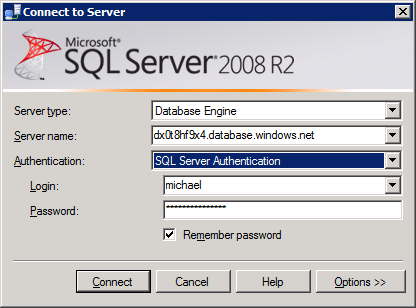 Connect to Server
Microsoft®
SQL Server® 2008 R2
Server type: Database Engine
Server name: dx0t8hf9x4.database.windows.net
Authentication: SQL Server Authentication
Login: michael
Password: ***************
Remember password
Connect Cancel Help Options >>